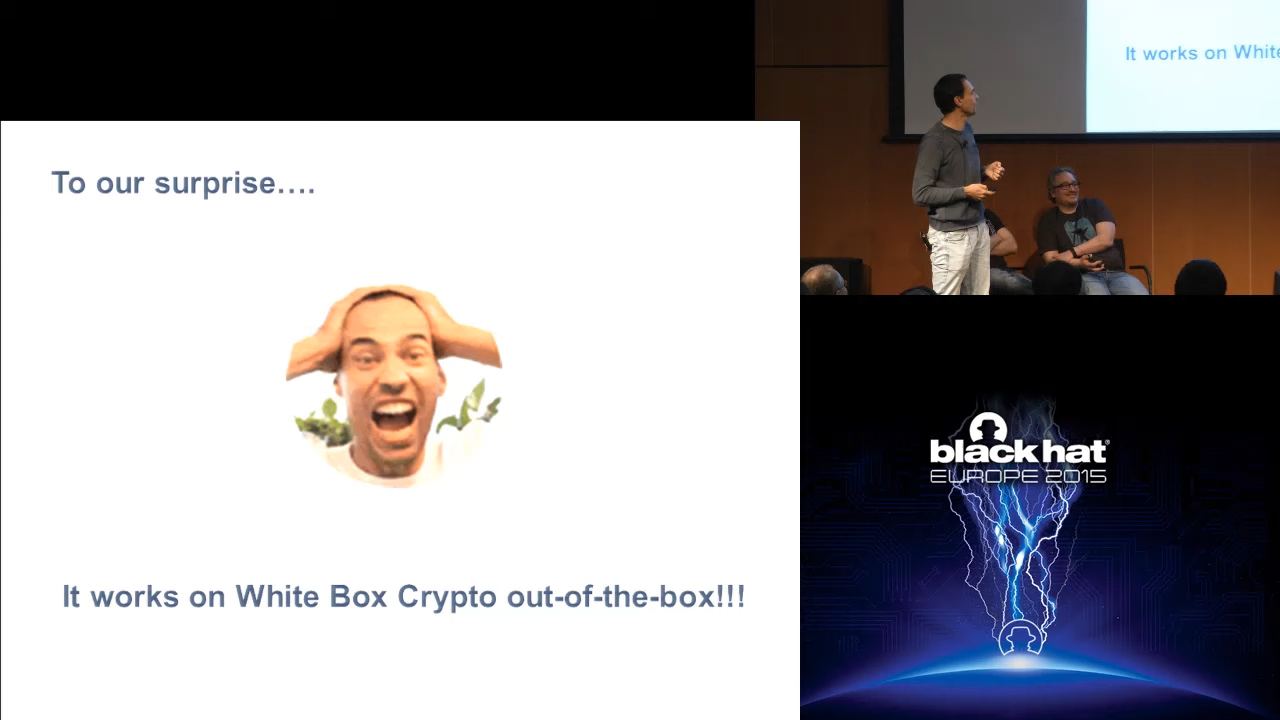 To our surprise....
It works on White Box Crypto out-of-the-box!!!
It works on White
black hat®
EUROPE 2015